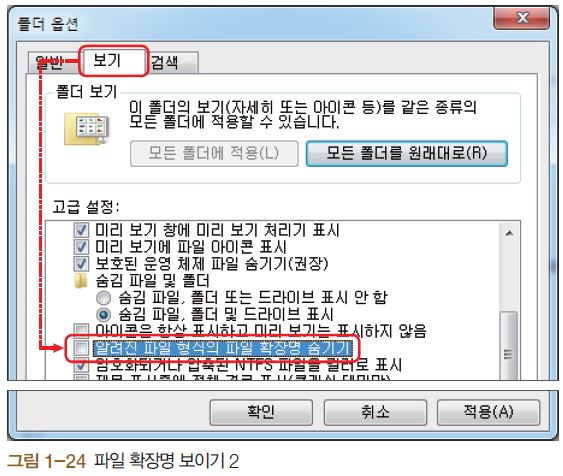 폴더 옵션
일반 보기 검색
폴더 보기
이 폴더의 보기(자세히 또는 아이콘 등)를 같은 종류의
모든 폴더에 적용할 수 있습니다.
모든 폴더에 적용(L) 모든 폴더를 원래대로(R)
고급 설정:
미리 보기 창에 미리 보기 처리기 표시
미리 보기에 파일 아이콘 표시
보호된 운영 체제 파일 숨기기(권장)
숨김 파일 및 폴더
숨김 파일, 폴더 또는 드라이브 표시 안 함
숨김 파일, 폴더 및 드라이브 표시
아이콘은 항상 표시하고 미리 보기는 표시하지 않음
알려진 파일 형식의 파일 확장명 숨기기
암호화되거나 압축된 NTFS 파일을 컬러로 표시
확인 취소 적용(A)
그림 1-24 파일 확장명 보이기 2